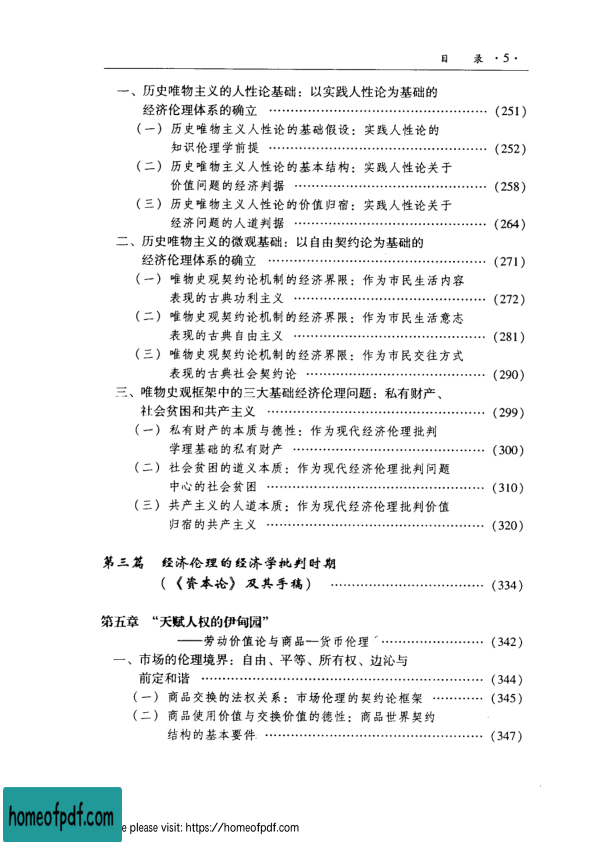 目 录 ·5·
一、历史唯物主义的人性论基础：以实践人性论为基础的
经济伦理体系的确立 ……………………………………… (251)
(一) 历史唯物主义人性论的基础假设：实践人性论的
知识伦理学前提 ……………………………………… (252)
(二) 历史唯物主义人性论的基本结构：实践人性论关于
价值问题的经济判据 ………………………………… (258)
(三) 历史唯物主义人性论的价值归宿：实践人性论关于
经济问题的人道判据 ………………………………… (264)
二、历史唯物主义的微观基础：以自由契约论为基础的
经济伦理体系的确立 ……………………………………… (271)
(一) 唯物史观契约论机制的经济界限：作为市民生活内容
表现的古典功利主义 ………………………………… (272)
(二) 唯物史观契约论机制的经济界限：作为市民生活意志
表现的古典自由主义 ………………………………… (281)
(三) 唯物史观契约论机制的经济界限：作为市民交往方式
表现的古典社会契约论 ……………………………… (290)
三、唯物史观框架中的三大基础经济伦理问题：私有财产、
社会贫困和共产主义 ……………………………………… (299)
(一) 私有财产的本质与德性：作为现代经济伦理批判
学理基础的私有财产 ………………………………… (300)
(二) 社会贫困的道义本质：作为现代经济伦理批判问题
中心的社会贫困 ……………………………………… (310)
(三) 共产主义的人道本质：作为现代经济伦理批判价值
归宿的共产主义 ……………………………………… (320)
第三篇 经济伦理的经济学批判时期
(《资本论》及其手稿) ………………………… (334)
第五章 “天赋人权的伊甸园”
——劳动价值论与商品—货币伦理 ………………… (342)
一、市场的伦理境界：自由、平等、所有权、边沁与
前定和谐 ………………………………………………… (344)
(一) 商品交换的法权关系：市场伦理的契约论框架 ………… (345)
(二) 商品使用价值与交换价值的德性：商品世界契约
结构的基本要件 ……………………………………… (347)
homeofpdf.com
e please visit: https://homeofpdf.com